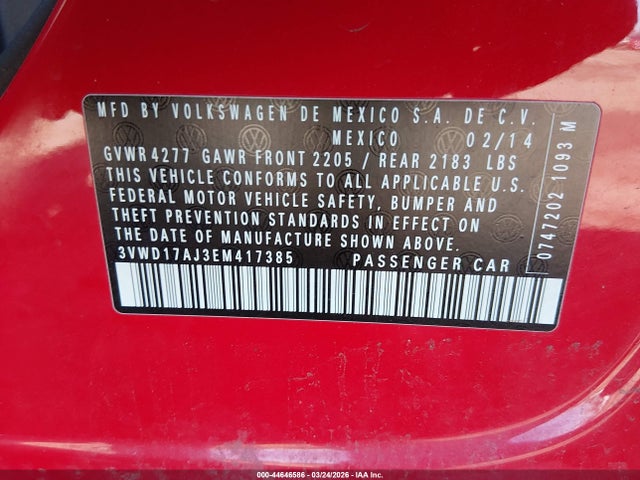 MFD BY VOLKSWAGEN DE MEXICO S.A. DE C.V.
MEXICO 02/14
GVWR 4277 GAWR FRONT 2205 / REAR 2183 LBS
THIS VEHICLE CONFORMS TO ALL APPLICABLE U.S.
FEDERAL MOTOR VEHICLE SAFETY, BUMPER AND
THEFT PREVENTION STANDARDS IN EFFECT ON
THE DATE OF MANUFACTURE SHOWN ABOVE.
3VWD17AJ3EM417385 PASSENGER CAR
0747202 1093 M
000-44646586 - 03/24/2026 - IAA Inc.